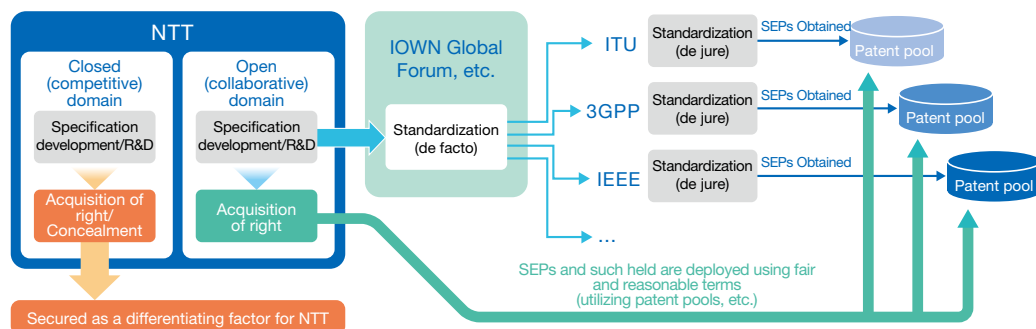 NTT
Closed
(competitive)
domain
Specification
development/R&D
Acquisition of
right/
Concealment
Secured as a differentiating factor for NTT
Open
(collaborative)
domain
Specification
development/R&D
Acquisition
of right
IOWN Global
Forum, etc.
Standardization
(de facto)
ITU
Standardization
(de jure)
SEPs Obtained
Patent pool
3GPP
Standardization
(de jure)
SEPs Obtained
Patent pool
IEEE
Standardization
(de jure)
SEPs Obtained
Patent pool
...
SEPs and such held are deployed using fair
and reasonable terms
(utilizing patent pools, etc.)